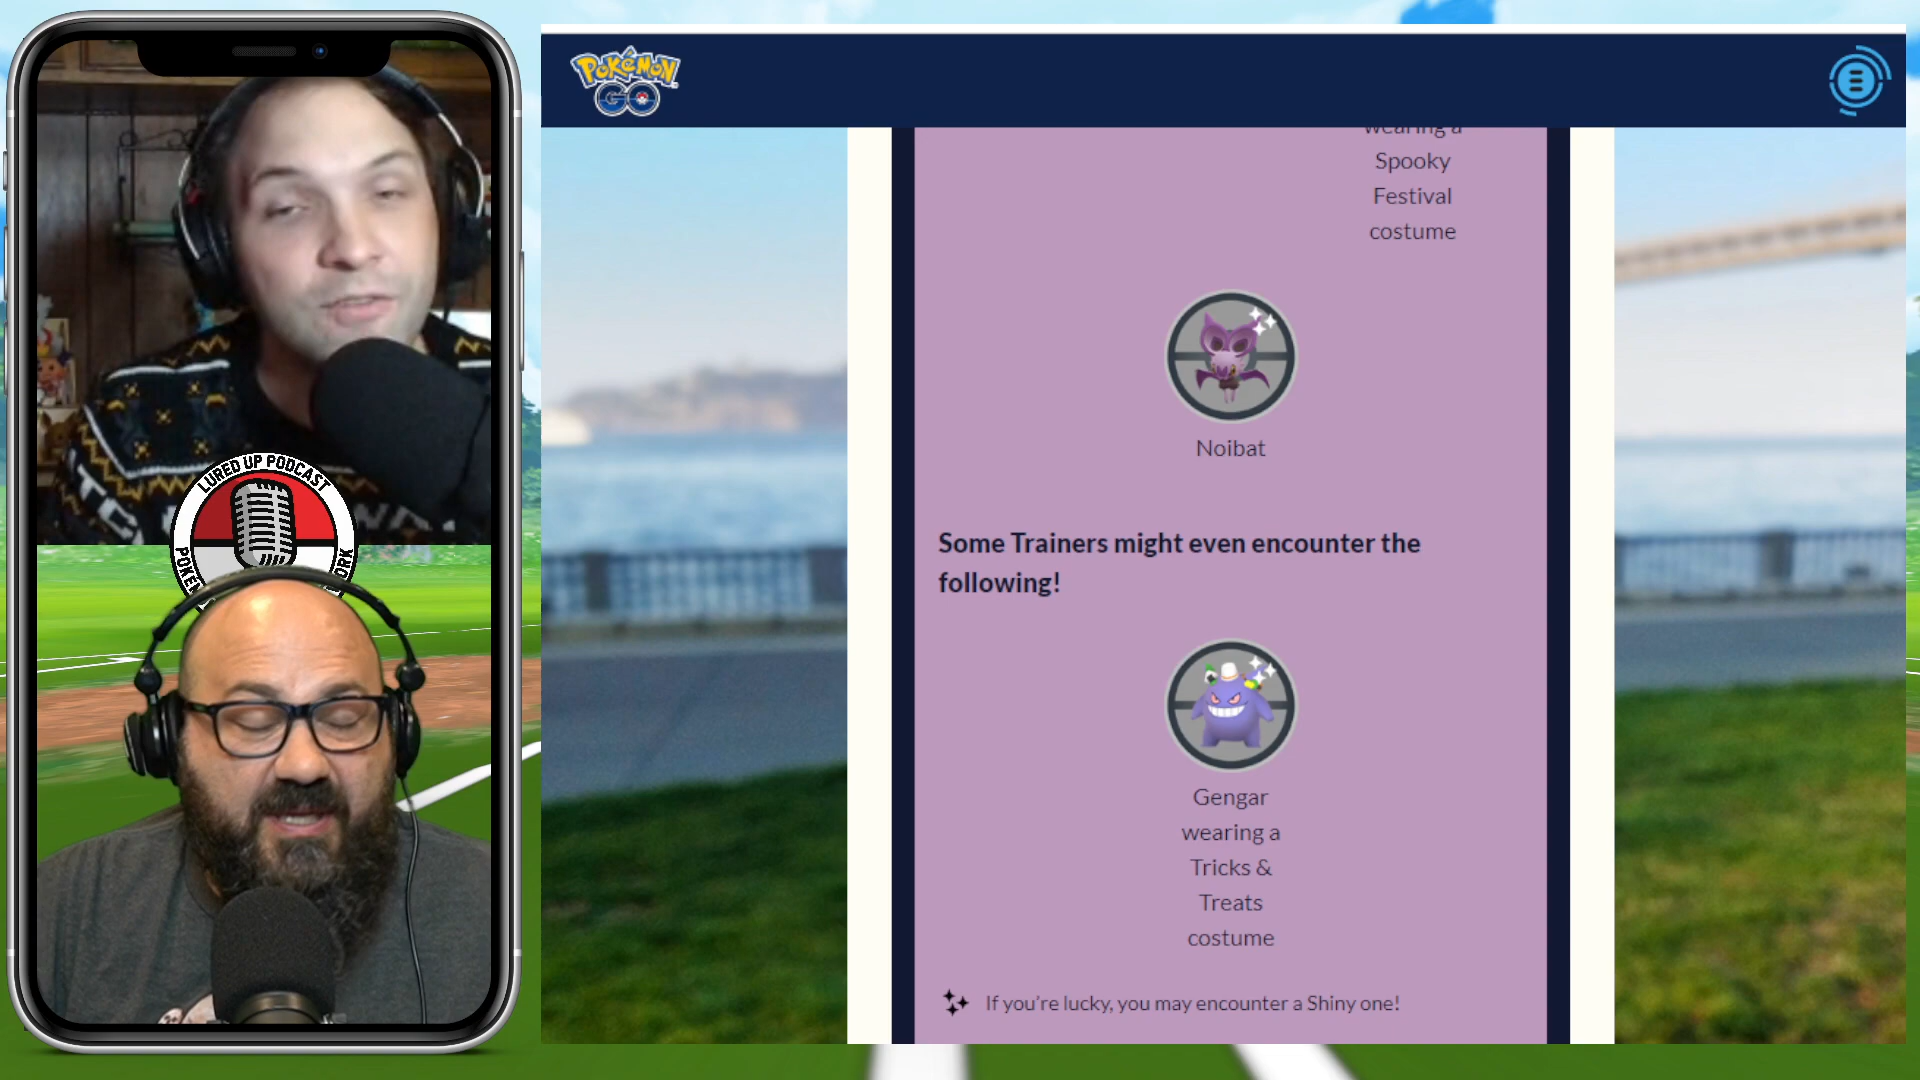 POKÉMON
GO
wearing a
Spooky
Festival
costume
Noibat
Some Trainers might even encounter the
following!
Gengar
wearing a
Tricks &
Treats
costume
If you're lucky, you may encounter a Shiny one!
LURED UP PODCAST